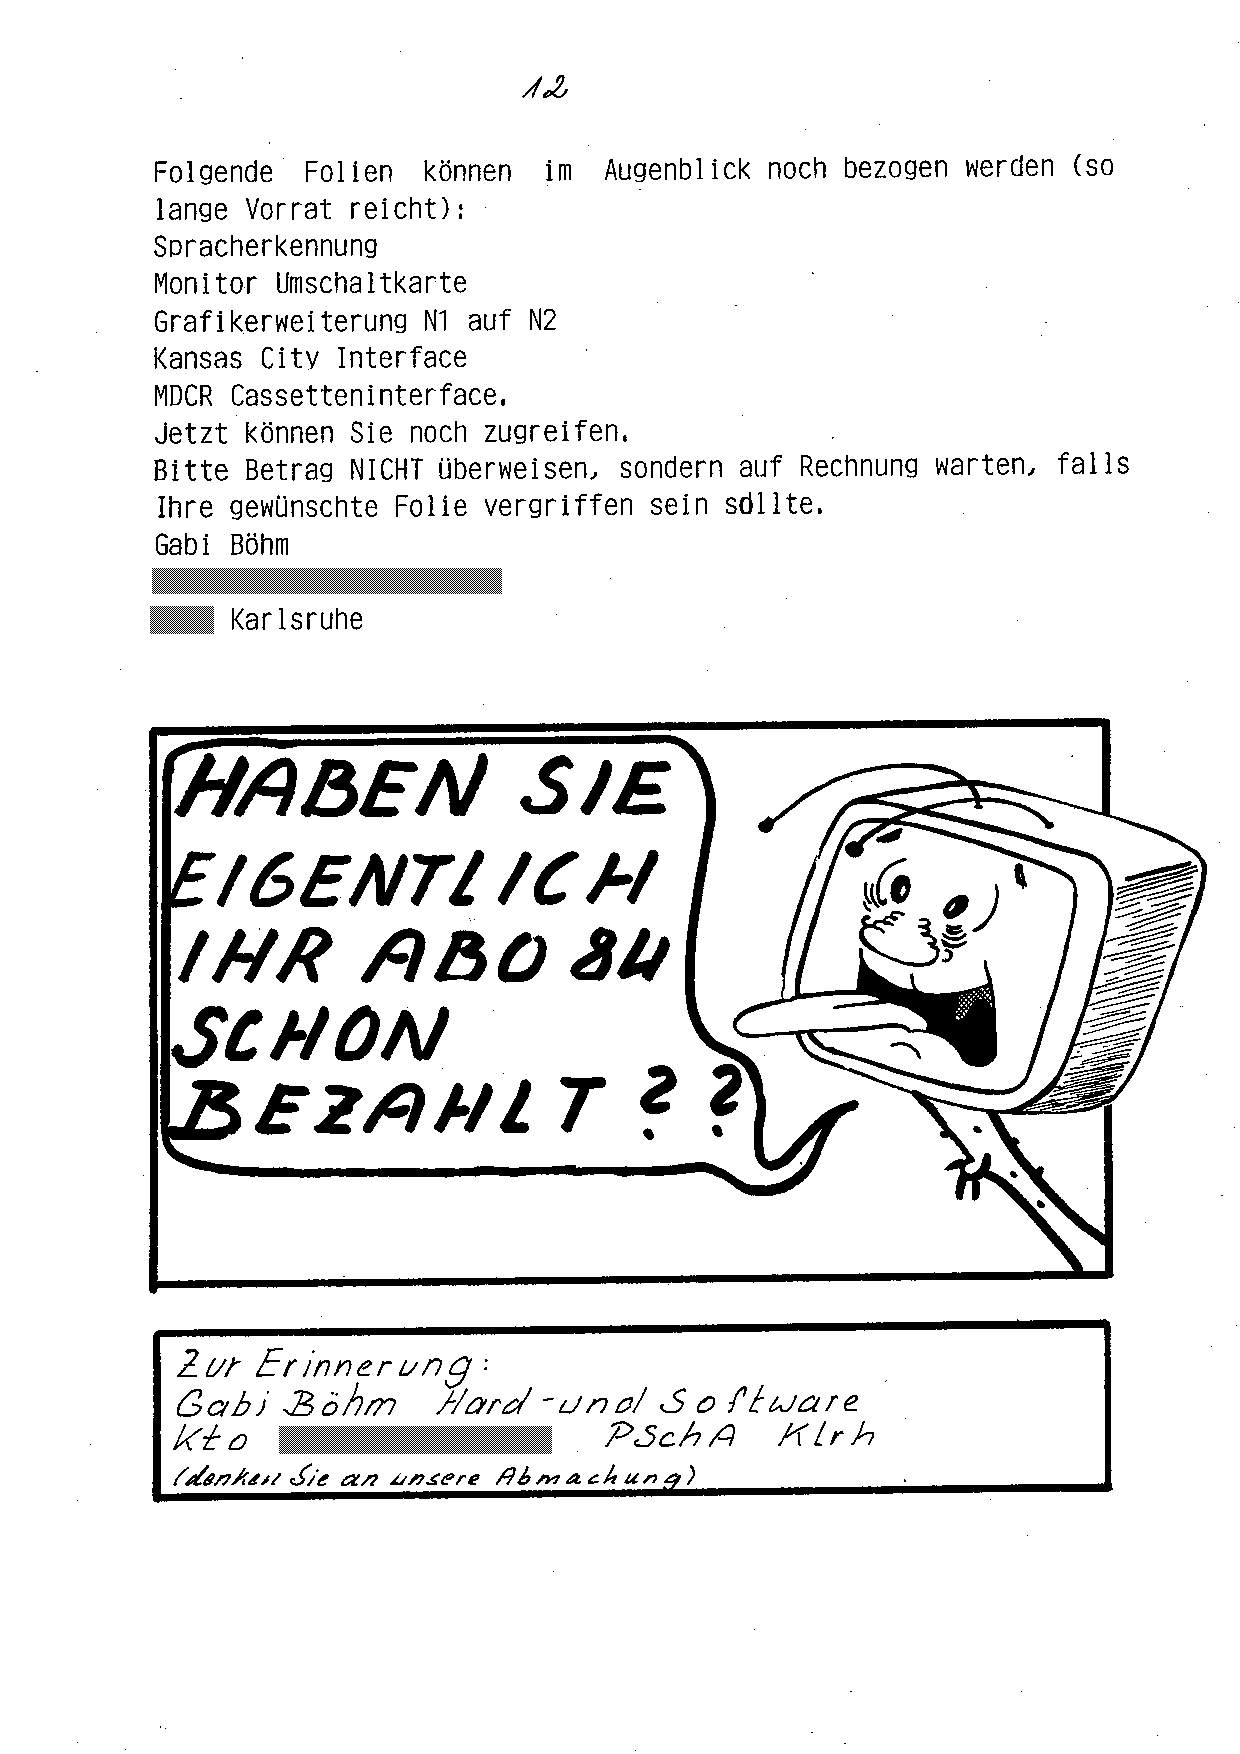 12
Folgende Folien können im Augenblick noch bezogen werden (so
lange Vorrat reicht):
Spracherkennung
Monitor Umschaltkarte
Grafikerweiterung N1 auf N2
Kansas City Interface
MDCR Cassetteninterface.
Jetzt können Sie noch zugreifen.
Bitte Betrag NICHT überweisen, sondern auf Rechnung warten, falls
Ihre gewünschte Folie vergriffen sein sollte.
Gabi Böhm
Karlsruhe
HABEN SIE
EIGENTLICH
IHR ABO 84
SCHON
BEZAHLT ??
Zur Erinnerung:
Gabi Böhm Hard-und Software
Kto PSchA Klrh
(denken Sie an unsere Abmachung)